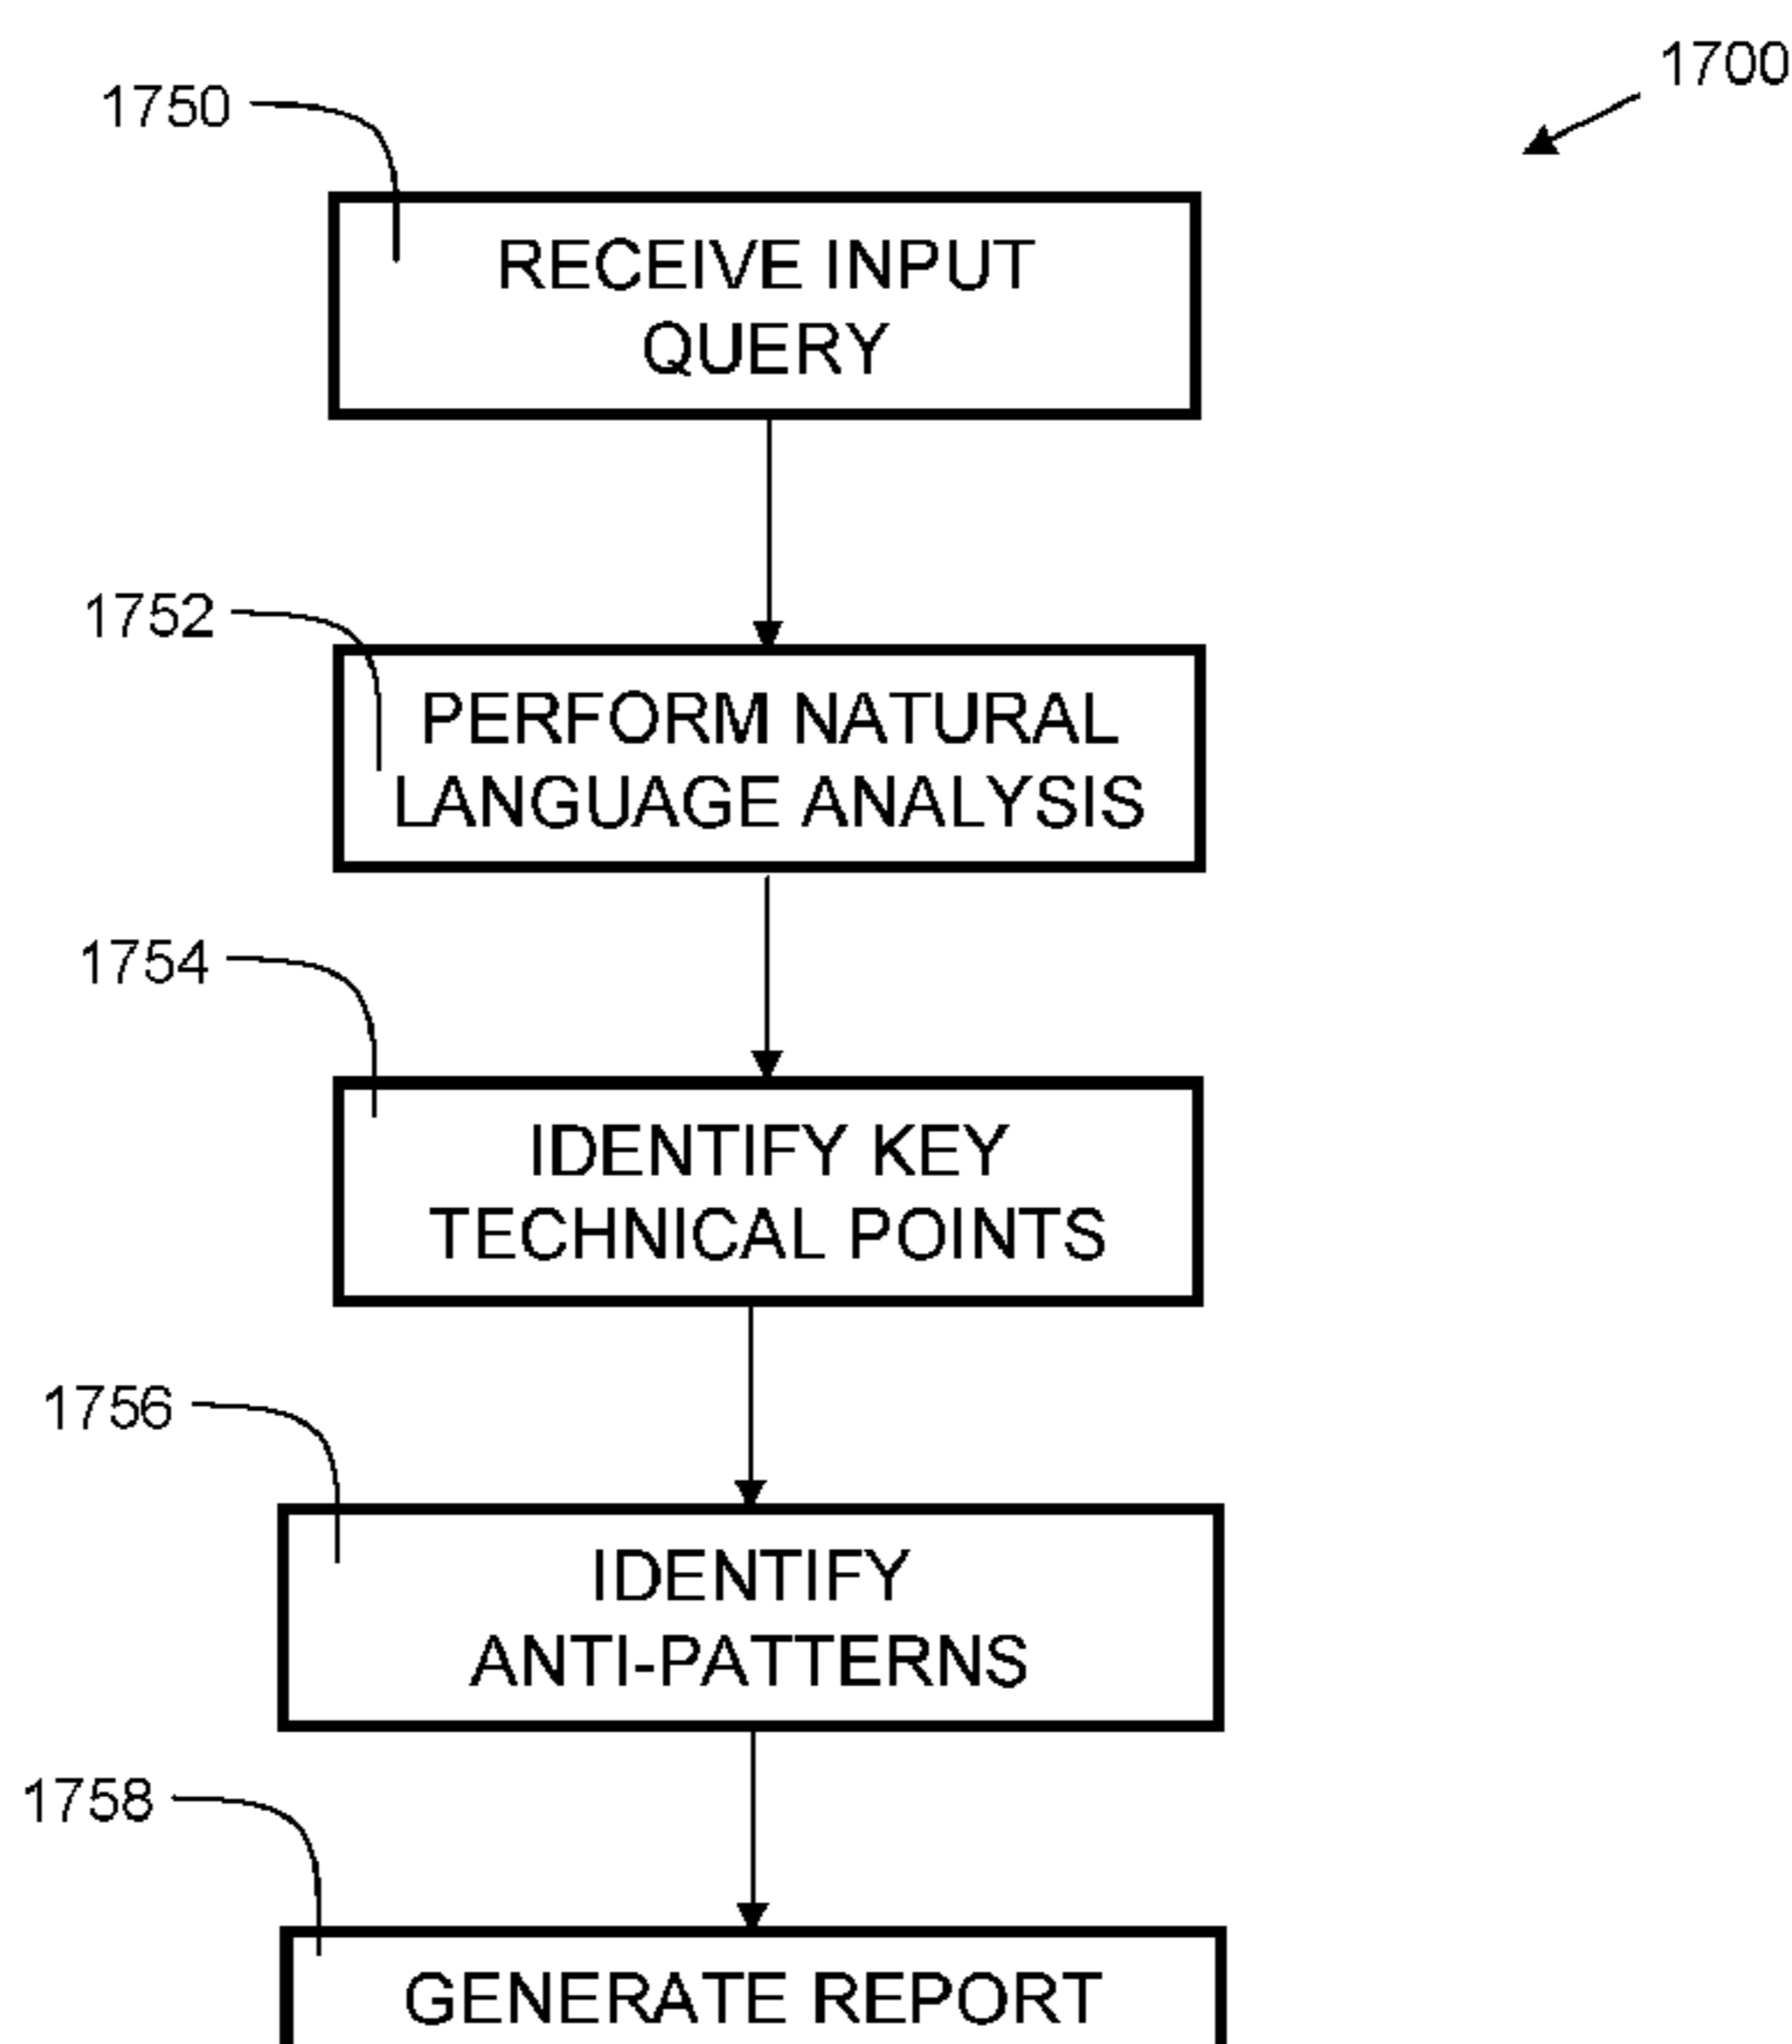 1700
1750
RECEIVE INPUT
QUERY
1752
PERFORM NATURAL
LANGUAGE ANALYSIS
1754
IDENTIFY KEY
TECHNICAL POINTS
1756
IDENTIFY
ANTI-PATTERNS
1758
GENERATE REPORT